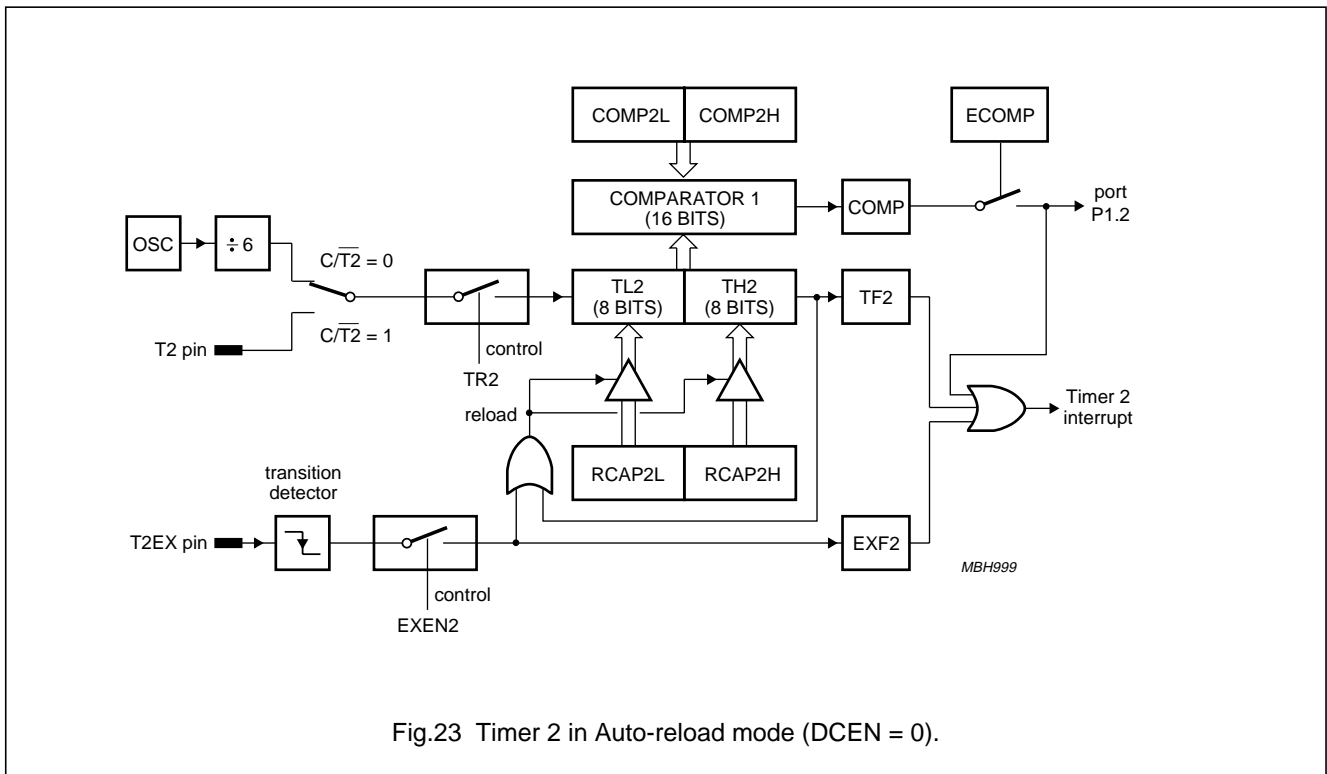 COMP2L COMP2H ECOMP
COMPARATOR 1
(16 BITS)
COMP
port
P1.2
OSC
÷ 6
C/T̅2̅ = 0
C/T̅2̅ = 1
T2 pin
control
TR2
TL2
(8 BITS)
TH2
(8 BITS)
TF2
reload
Timer 2
interrupt
RCAP2L RCAP2H
transition
detector
T2EX pin
control
EXEN2
EXF2
MBH999
Fig.23 Timer 2 in Auto-reload mode (DCEN = 0).